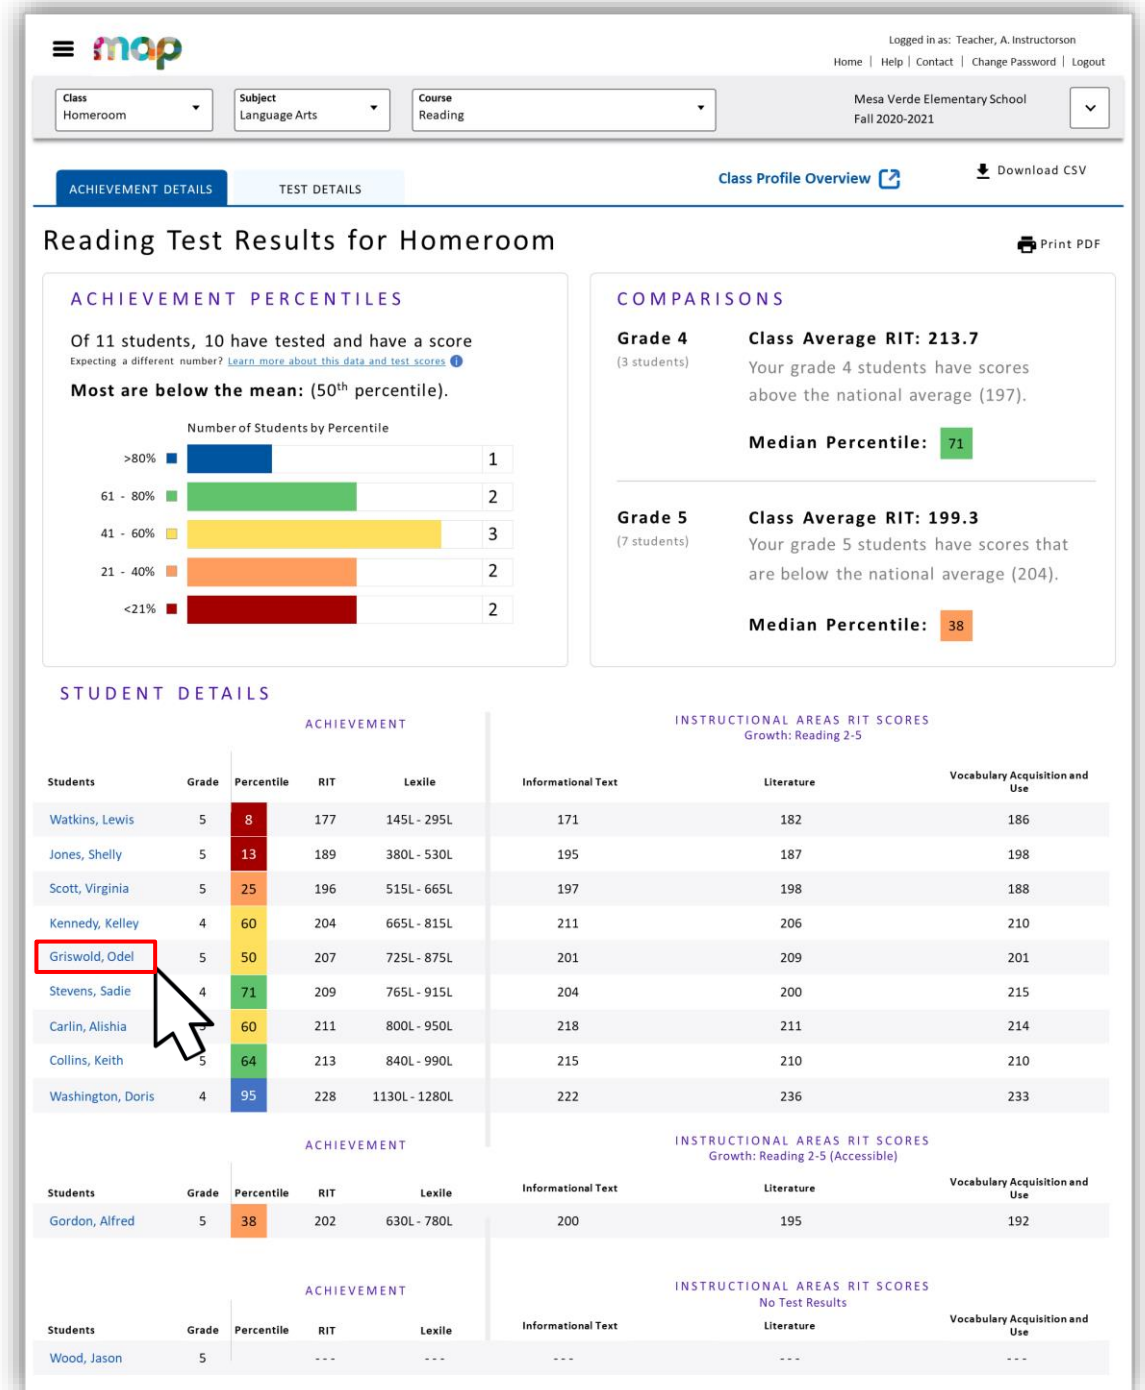 map
Logged in as: Teacher, A. Instructorson
Home | Help | Contact | Change Password | Logout
Class
Homeroom
Subject
Language Arts
Course
Reading
Mesa Verde Elementary School
Fall 2020-2021
ACHIEVEMENT DETAILS
TEST DETAILS
Class Profile Overview
Download CSV
Reading Test Results for Homeroom
Print PDF
ACHIEVEMENT PERCENTILES
Of 11 students, 10 have tested and have a score
Expecting a different number? Learn more about this data and test scores i
Most are below the mean: (50th percentile).
Number of Students by Percentile
>80% 1
61 - 80% 2
41 - 60% 3
21 - 40% 2
<21% 2
COMPARISONS
Grade 4
(3 students)
Class Average RIT: 213.7
Your grade 4 students have scores
above the national average (197).
Median Percentile: 71
Grade 5
(7 students)
Class Average RIT: 199.3
Your grade 5 students have scores that
are below the national average (204).
Median Percentile: 38
STUDENT DETAILS
ACHIEVEMENT
INSTRUCTIONAL AREAS RIT SCORES
Growth: Reading 2-5
Students Grade Percentile RIT Lexile Informational Text Literature Vocabulary Acquisition and Use
Watkins, Lewis 5 8 177 145L - 295L 171 182 186
Jones, Shelly 5 13 189 380L - 530L 195 187 198
Scott, Virginia 5 25 196 515L - 665L 197 198 188
Kennedy, Kelley 4 60 204 665L - 815L 211 206 210
Griswold, Odel 5 50 207 725L - 875L 201 209 201
Stevens, Sadie 4 71 209 765L - 915L 204 200 215
Carlin, Alishia 60 211 800L - 950L 218 211 214
Collins, Keith 5 64 213 840L - 990L 215 210 210
Washington, Doris 4 95 228 1130L - 1280L 222 236 233
ACHIEVEMENT
INSTRUCTIONAL AREAS RIT SCORES
Growth: Reading 2-5 (Accessible)
Students Grade Percentile RIT Lexile Informational Text Literature Vocabulary Acquisition and Use
Gordon, Alfred 5 38 202 630L - 780L 200 195 192
ACHIEVEMENT
INSTRUCTIONAL AREAS RIT SCORES
No Test Results
Students Grade Percentile RIT Lexile Informational Text Literature Vocabulary Acquisition and Use
Wood, Jason 5 --- --- --- --- ---